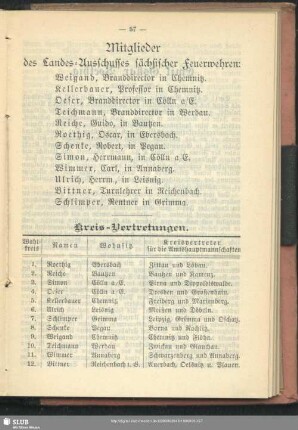 — 87 —
Mitglieder
des Landes-Ausschusses sächsischer Feuerwehren:
Weigand, Branddirector in Chemnitz.
Kellerbauer, Professor in Chemnitz.
Oeser, Branddirector in Cölln a/E.
Teichmann, Branddirector in Werdau.
Reiche, Guido, in Bautzen.
Roethig, Oscar, in Ebersbach.
Schenke, Robert, in Pegau.
Simon, Herrmann, in Cölln a E.
Wimmer, Carl, in Annaberg.
Ulrich, Herrm, in Leisnig.
Bittner, Turnlehrer in Reichenbach.
Schlimper, Rentner in Grimma.
Kreis-Vertretungen.
Wahlkreis Namen Wohnsitz Kreisvertreter für die Amtshauptmannschaften
1. Roethig Ebersbach Zittau und Löbau.
2. Reiche Bautzen Bautzen und Kamenz.
3. Simon Cölln a E. Pirna und Dippoldiswalde.
4. Oeser Cölln a E. Dresden und Großenhain.
5. Kellerbauer Chemnitz Freiberg und Marienberg.
6. Ulrich Leisnig Meißen und Döbeln.
7. Schlimper Grimma Leipzig, Grimma und Oschatz.
8. Schenke Pegau Borna und Rochlitz.
9. Weigand Chemnitz Chemnitz und Flöha.
10. Teichmann Werdau Zwickau und Glauchau.
11. Wimmer Annaberg Schwarzenberg und Annaberg.
12. Bittner Reichenbach i. V. Auerbach, Oelsnitz u. Plauen.
SLUB